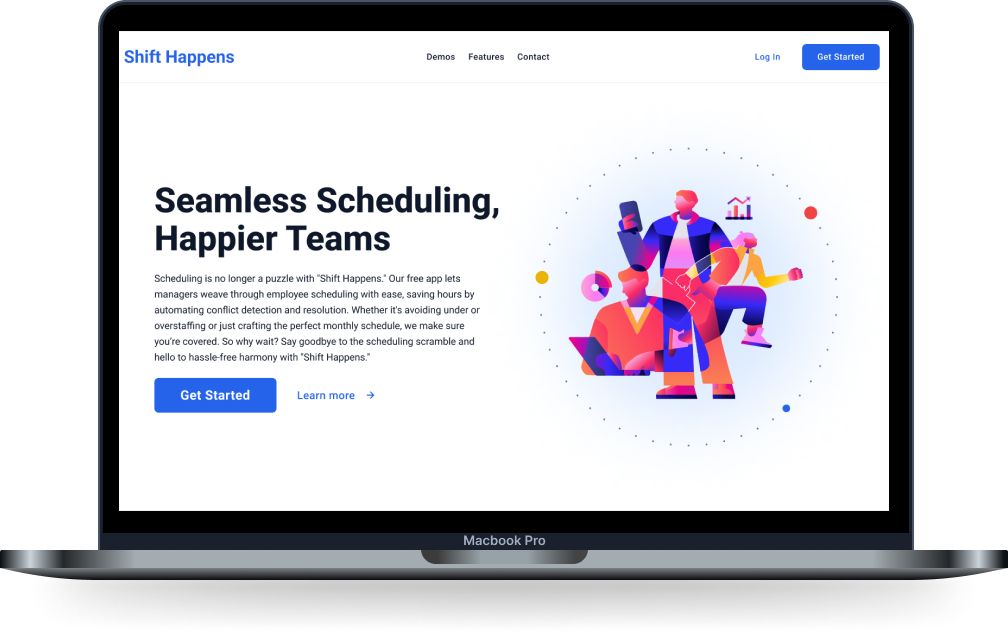 Shift Happens
Demos Features Contact
Log In
Get Started
Seamless Scheduling,
Happier Teams
Scheduling is no longer a puzzle with "Shift Happens." Our free app lets
managers weave through employee scheduling with ease, saving hours by
automating conflict detection and resolution. Whether it's avoiding under or
overstaffing or just crafting the perfect monthly schedule, we make sure
you're covered. So why wait? Say goodbye to the scheduling scramble and
hello to hassle-free harmony with "Shift Happens."
Get Started
Learn more →
Macbook Pro